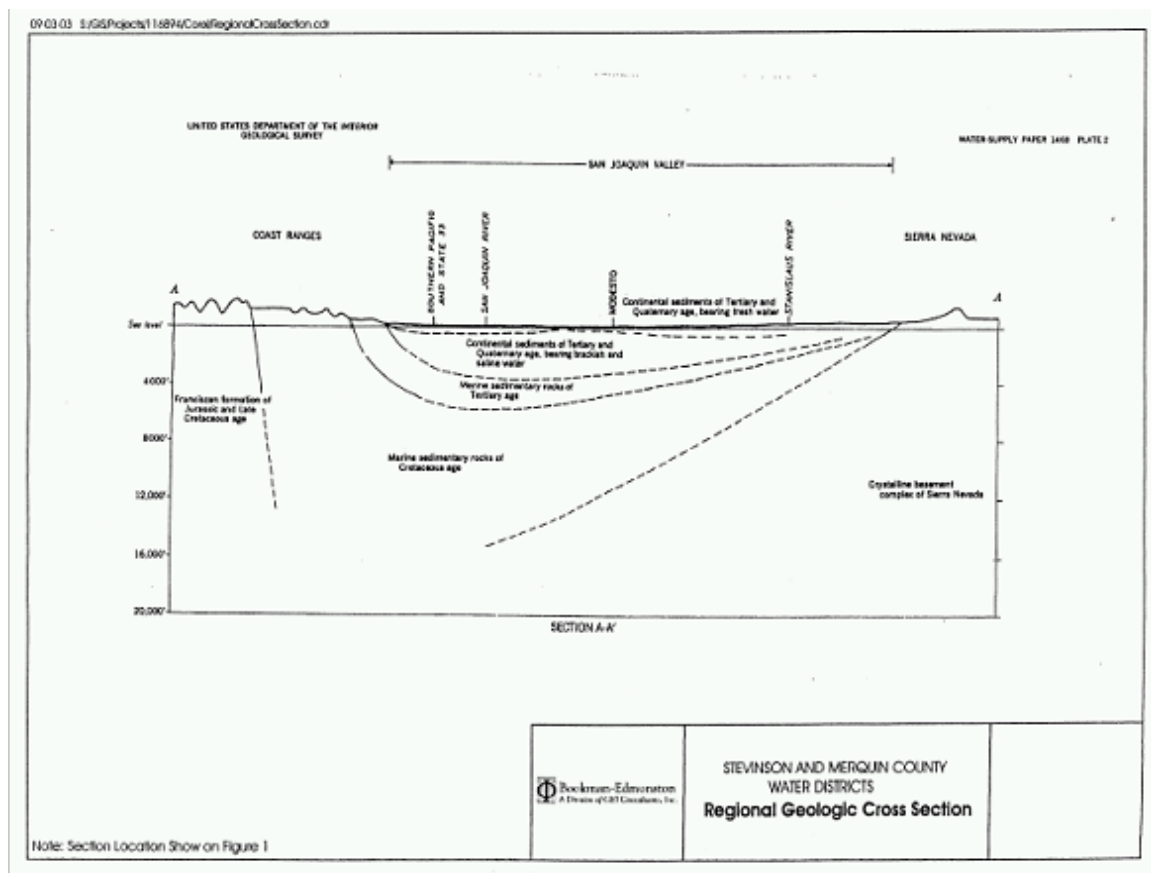 09-03-03 S:/GIS/Projects/116894/Corel/RegionalCrossSection.cdr
UNITED STATES DEPARTMENT OF THE INTERIOR
GEOLOGICAL SURVEY
WATER-SUPPLY PAPER 1469 PLATE 2
SAN JOAQUIN VALLEY
COAST RANGES
SOUTHERN PACIFIC
AND STATE 33
SAN JOAQUIN RIVER
MODESTO
STANISLAUS RIVER
SIERRA NEVADA
A
A
Continental sediments of Tertiary and
Quaternary age, bearing fresh water
Sea level
Continental sediments of Tertiary and
Quaternary age, bearing brackish and
saline water
4000'
Marine sedimentary rocks of
Tertiary age
Franciscan formation of
Jurassic and Late
Cretaceous age
8000'
Marine sedimentary rocks of
Cretaceous age
12,000'
Crystalline basement
complex of Sierra Nevada
16,000'
20,000'
SECTION A-A'
Bookman-Edmonston
A Division of GEI Consultants, Inc.
STEVINSON AND MERQUIN COUNTY
WATER DISTRICTS
Regional Geologic Cross Section
Note: Section Location Show on Figure 1